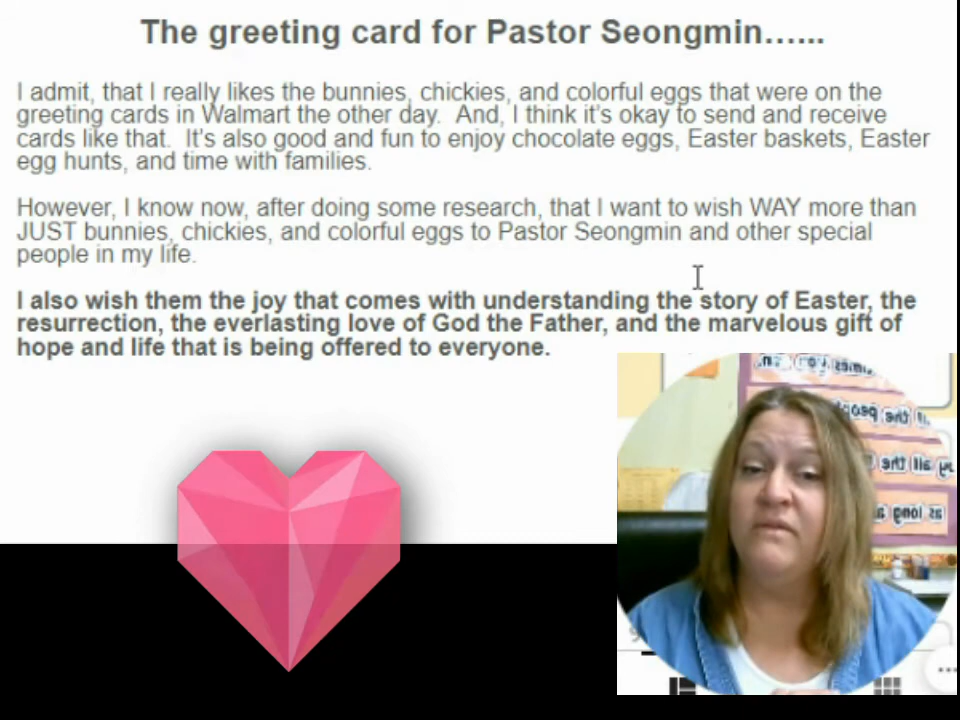 The greeting card for Pastor Seongmin…...
I admit, that I really likes the bunnies, chickies, and colorful eggs that were on the
greeting cards in Walmart the other day.  And, I think it's okay to send and receive
cards like that.  It's also good and fun to enjoy chocolate eggs, Easter baskets, Easter
egg hunts, and time with families.
However, I know now, after doing some research, that I want to wish WAY more than
JUST bunnies, chickies, and colorful eggs to Pastor Seongmin and other special
people in my life.
I also wish them the joy that comes with understanding the story of Easter, the
resurrection, the everlasting love of God the Father, and the marvelous gift of
hope and life that is being offered to everyone.
all the
as long a